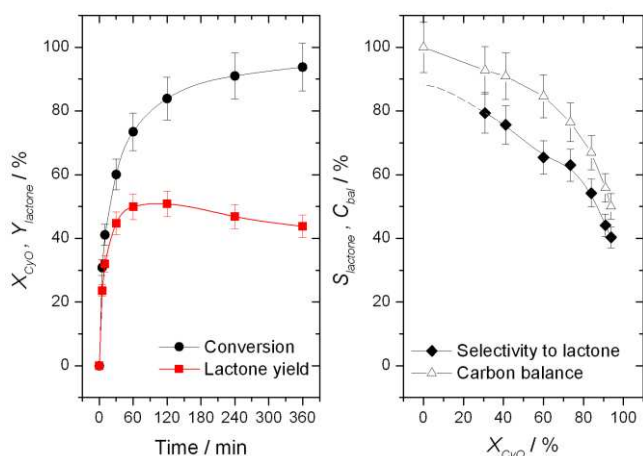 X_CyO, Y_lactone / %
100
80
60
40
20
0
Conversion
Lactone yield
0 60 120 180 240 300 360
Time / min
S_lactone, C_bal / %
100
80
60
40
20
0
Selectivity to lactone
Carbon balance
0 20 40 60 80 100
X_CyO / %